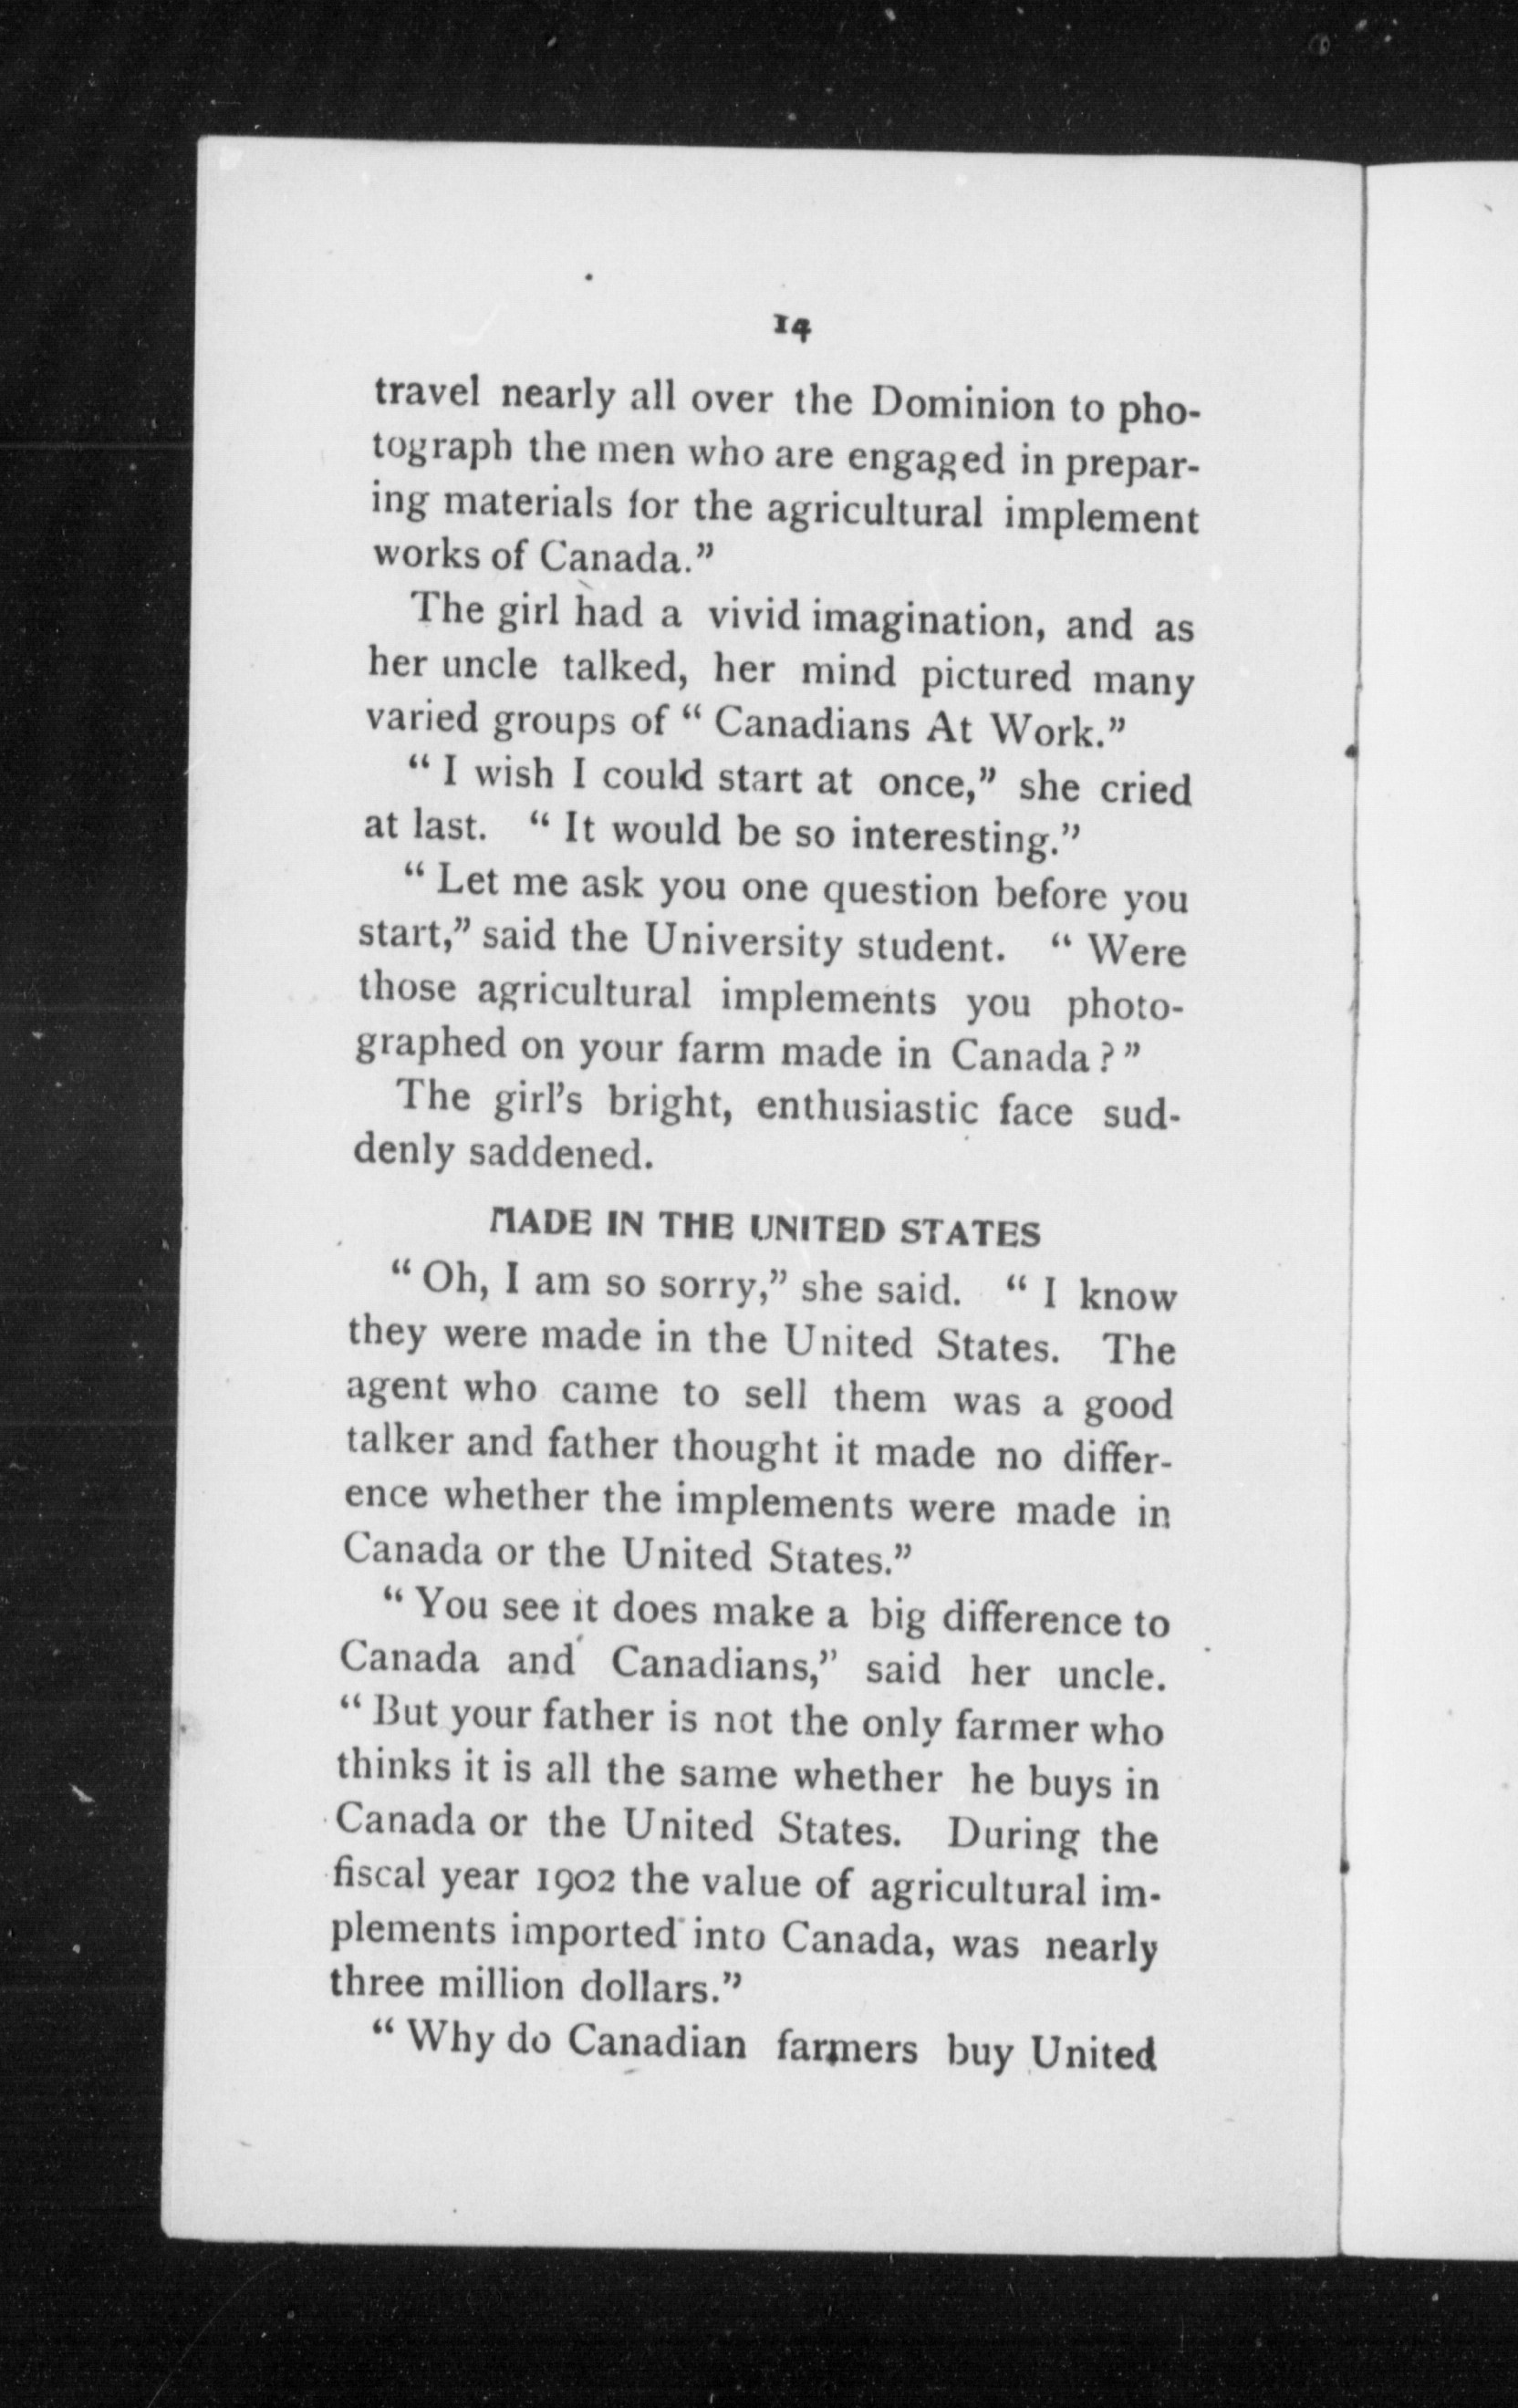 14
travel nearly all over the Dominion to pho-
tograph the men who are engaged in prepar-
ing materials for the agricultural implement
works of Canada.”
The girl had a vivid imagination, and as
her uncle talked, her mind pictured many
varied groups of “ Canadians At Work.”
“ I wish I could start at once,” she cried
at last. “ It would be so interesting.”
“ Let me ask you one question before you
start,” said the University student. “ Were
those agricultural implements you photo-
graphed on your farm made in Canada ? ”
The girl’s bright, enthusiastic face sud-
denly saddened.
MADE IN THE UNITED STATES
“ Oh, I am so sorry,” she said. “ I know
they were made in the United States. The
agent who came to sell them was a good
talker and father thought it made no differ-
ence whether the implements were made in
Canada or the United States.”
“ You see it does make a big difference to
Canada and Canadians,” said her uncle.
“ But your father is not the only farmer who
thinks it is all the same whether he buys in
Canada or the United States. During the
fiscal year 1902 the value of agricultural im-
plements imported into Canada, was nearly
three million dollars.”
“ Why do Canadian farmers buy United